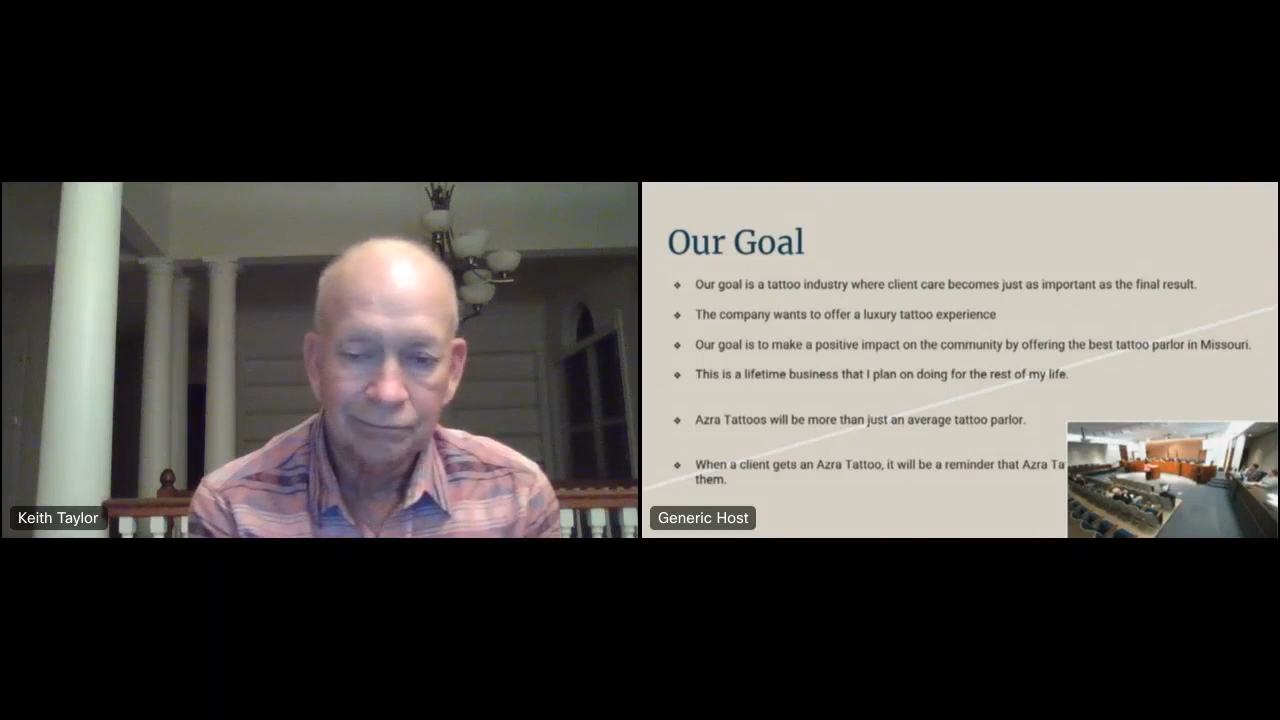 Our Goal
❖ Our goal is a tattoo industry where client care becomes just as important as the final result.
❖ The company wants to offer a luxury tattoo experience
❖ Our goal is to make a positive impact on the community by offering the best tattoo parlor in Missouri.
❖ This is a lifetime business that I plan on doing for the rest of my life.
❖ Azra Tattoos will be more than just an average tattoo parlor.
❖ When a client gets an Azra Tattoo, it will be a reminder that Azra Ta
them.
Keith Taylor
Generic Host